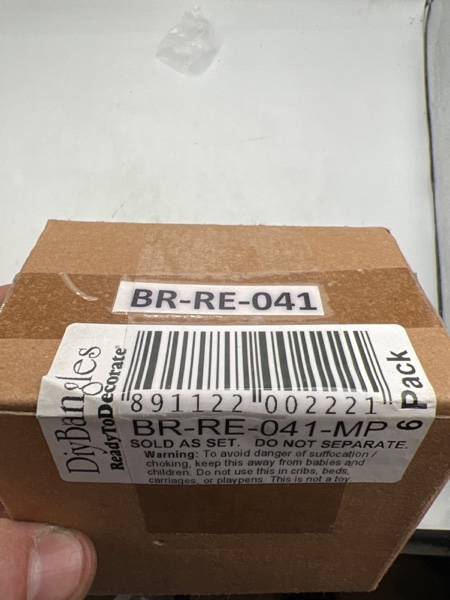 BR-RE-041
DiyBangles
ReadyToDecorate®
891122 002221
6 Pack
BR-RE-041-MP
SOLD AS SET. DO NOT SEPARATE.
Warning: To avoid danger of suffocation /
choking, keep this away from babies and
children. Do not use this in cribs, beds,
carriages, or playpens. This is not a toy.